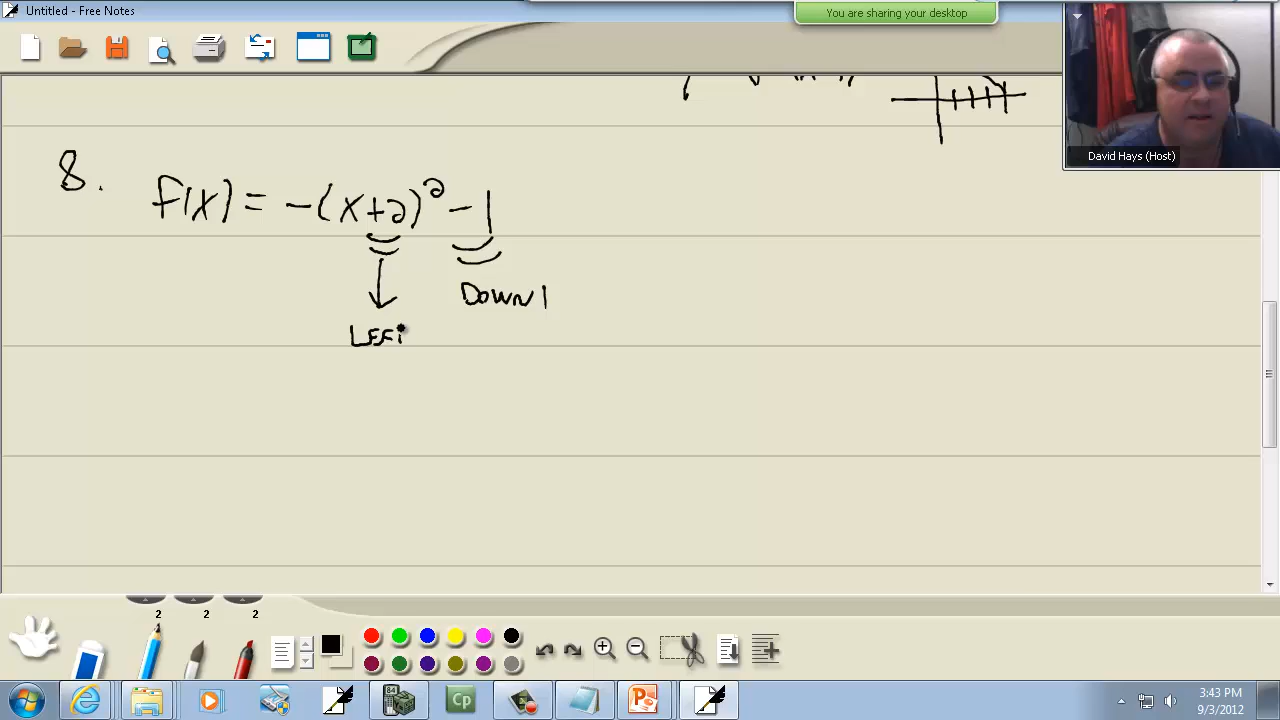 Untitled - Free Notes
You are sharing your desktop
David Hays (Host)
8. f(x) = -(x+2)² - 1
DOWN 1
LEFT
2 2 2
Cp
3:43 PM
9/3/2012